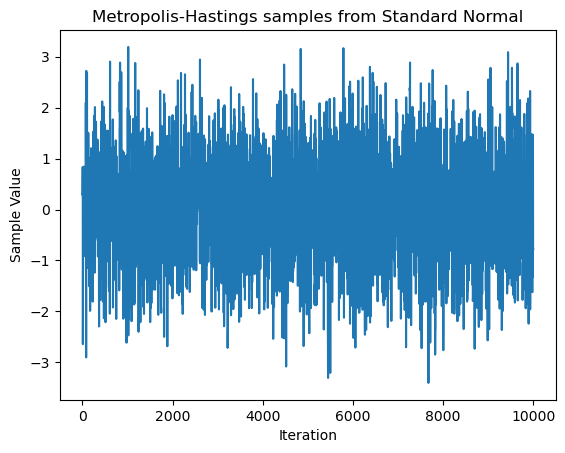 Metropolis-Hastings samples from Standard Normal
3
2
1
0
−1
−2
−3
Sample Value
0 2000 4000 6000 8000 10000
Iteration